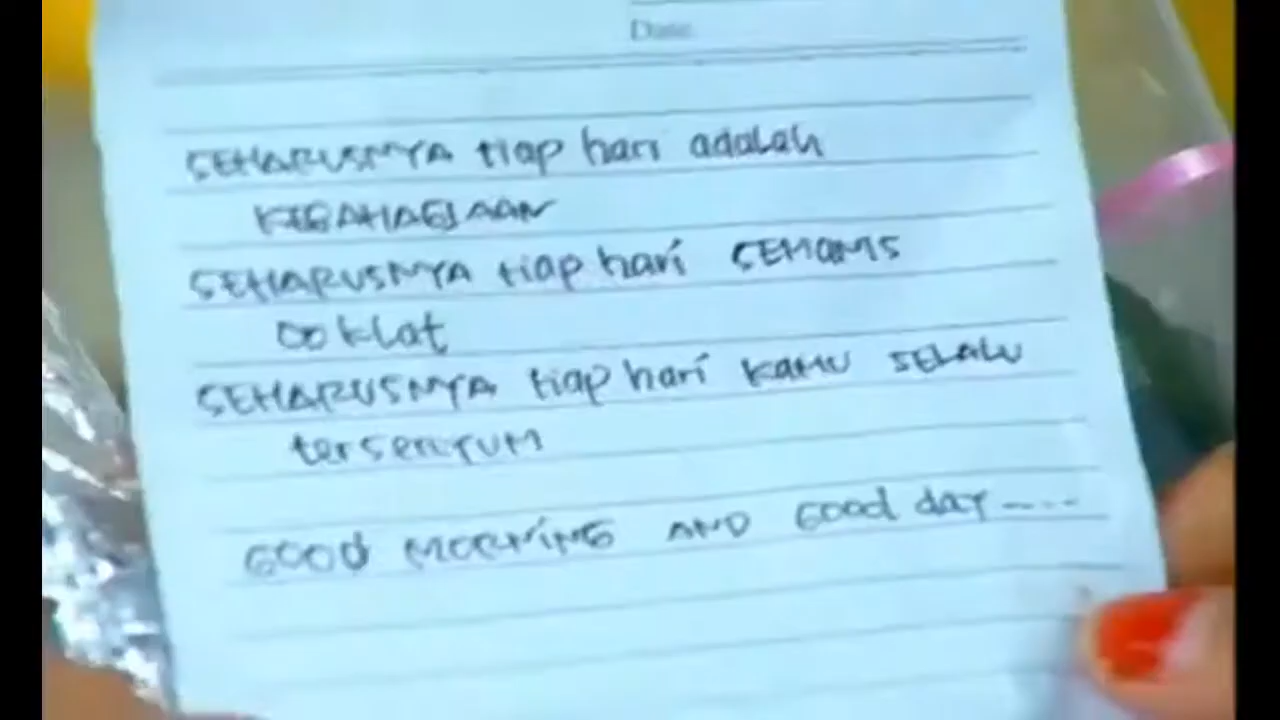 Date
SEHARUSNYA tiap hari adalah
KEBAHAGIAAN
SEHARUSNYA tiap hari SEMANIS
COklat
SEHARUSNYA tiap hari KAMU SELALU
tersenyUM
GOOd MORNiNG AND Good day-----